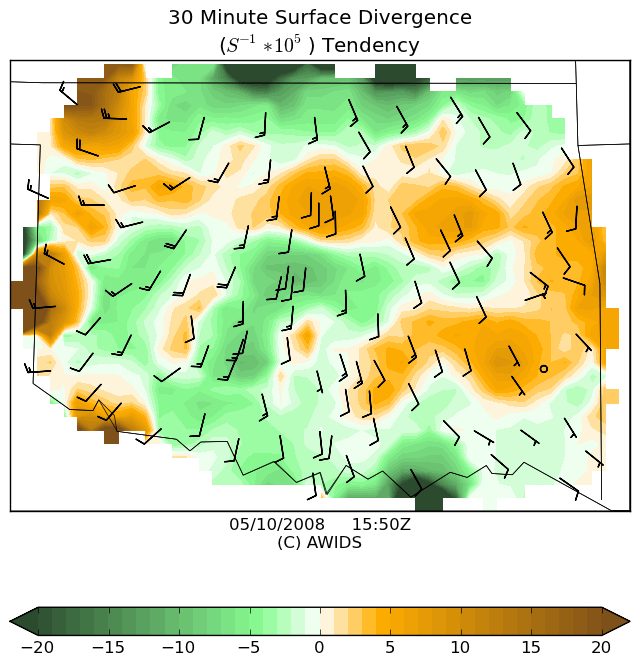 30 Minute Surface Divergence
(S⁻¹ * 10⁵ ) Tendency
05/10/2008 15:50Z
(C) AWIDS
−20 −15 −10 −5 0 5 10 15 20